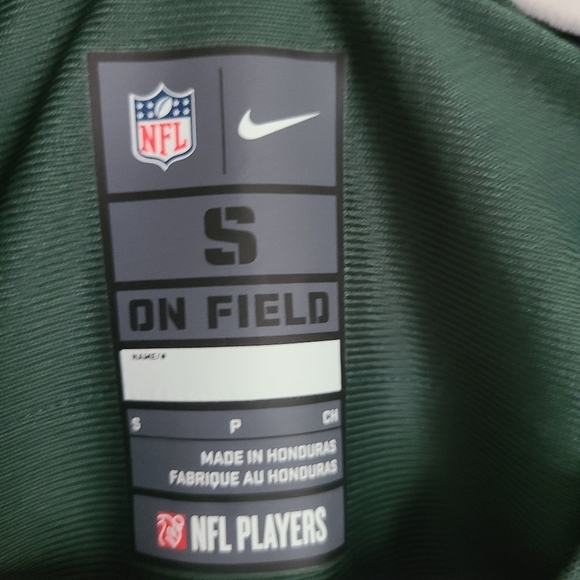 NFL
S
ON FIELD
NAME/#
S P CH
MADE IN HONDURAS
FABRIQUE AU HONDURAS
NFL PLAYERS